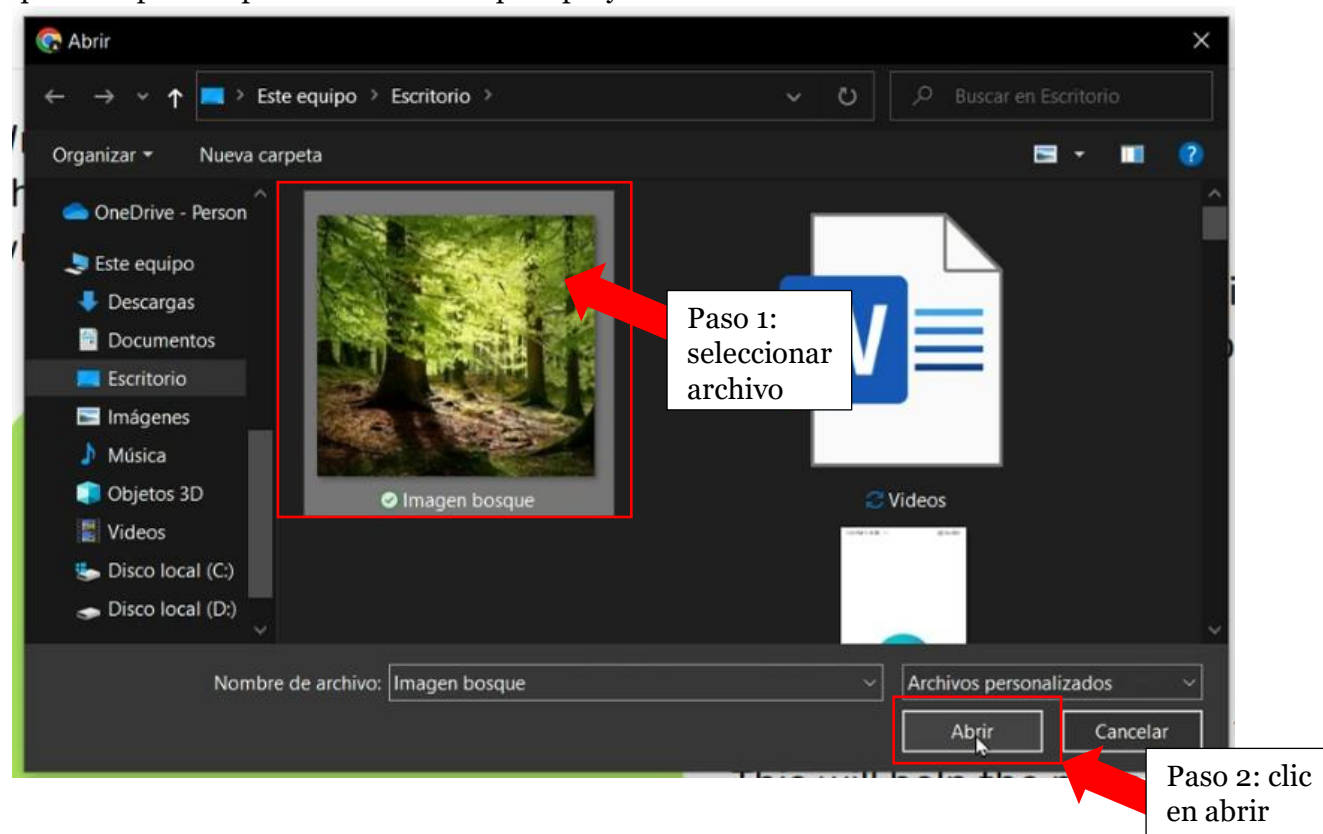 Abrir
Este equipo > Escritorio >
Buscar en Escritorio
Organizar
Nueva carpeta
OneDrive - Person
Este equipo
Descargas
Documentos
Escritorio
Imágenes
Música
Objetos 3D
Videos
Disco local (C:)
Disco local (D:)
Imagen bosque
Paso 1:
seleccionar
archivo
Videos
Nombre de archivo: Imagen bosque
Archivos personalizados
Abrir
Cancelar
Paso 2: clic
en abrir